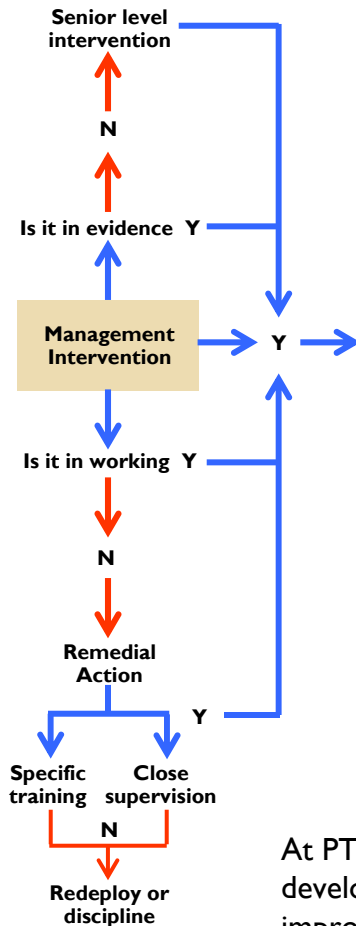 Senior level
intervention
N
Is it in evidence Y
Management
Intervention
Y
Is it in working Y
N
Remedial
Action
Y
Specific
training
Close
supervision
N
Redeploy or
discipline
At PT
develo